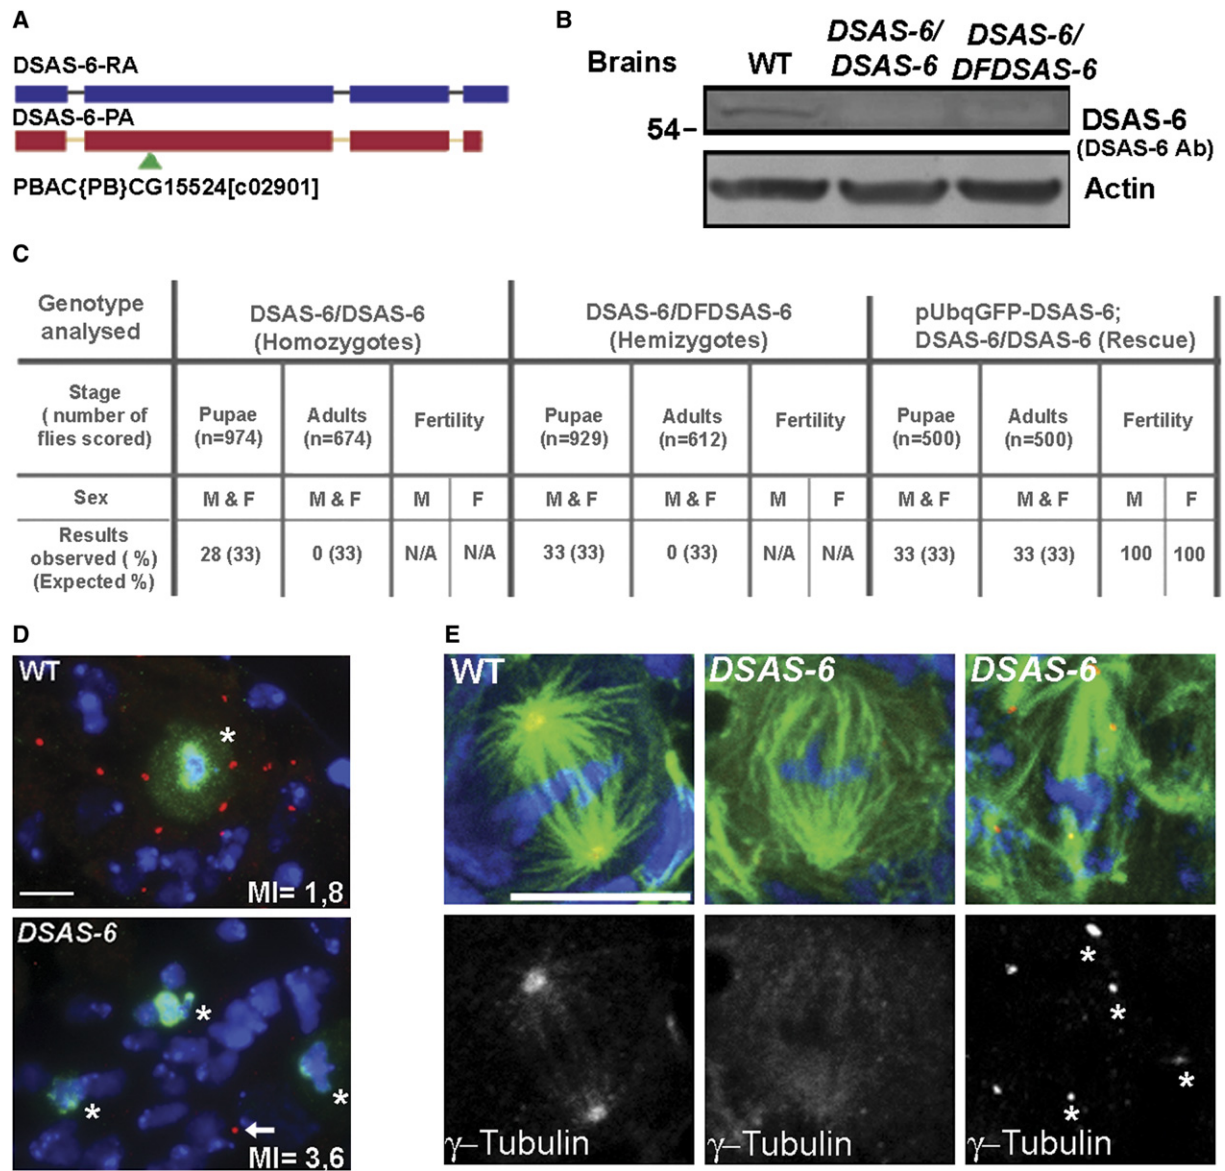 A
DSAS-6-RA
DSAS-6-PA
PBAC{PB}CG15524[c02901]
B
Brains
WT
DSAS-6/
DSAS-6
DSAS-6/
DFDSAS-6
54-
DSAS-6
(DSAS-6 Ab)
Actin
C
Genotype
analysed
DSAS-6/DSAS-6
(Homozygotes)
DSAS-6/DFDSAS-6
(Hemizygotes)
pUbqGFP-DSAS-6;
DSAS-6/DSAS-6 (Rescue)
Stage
( number of
flies scored)
Pupae
(n=974)
Adults
(n=674)
Fertility
Pupae
(n=929)
Adults
(n=612)
Fertility
Pupae
(n=500)
Adults
(n=500)
Fertility
Sex
M & F
M & F
M
F
M & F
M & F
M
F
M & F
M & F
M
F
Results
observed ( %)
(Expected %)
28 (33)
0 (33)
N/A
N/A
33 (33)
0 (33)
N/A
N/A
33 (33)
33 (33)
100
100
D
WT
*
MI= 1,8
DSAS-6
*
*
*
MI= 3,6
E
WT
DSAS-6
DSAS-6
γ–Tubulin
γ–Tubulin
*
*
*
*
γ–Tubulin